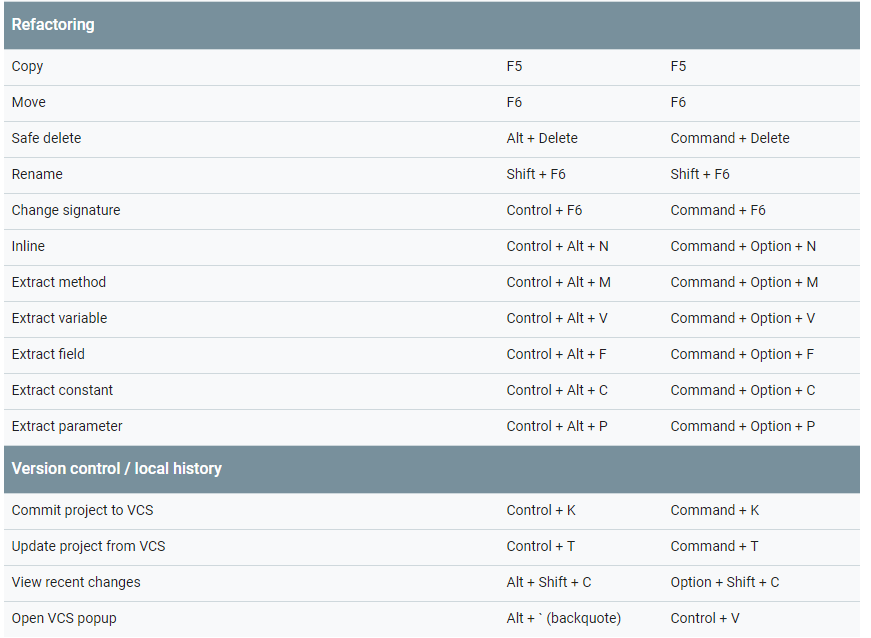 Refactoring
Copy F5 F5
Move F6 F6
Safe delete Alt + Delete Command + Delete
Rename Shift + F6 Shift + F6
Change signature Control + F6 Command + F6
Inline Control + Alt + N Command + Option + N
Extract method Control + Alt + M Command + Option + M
Extract variable Control + Alt + V Command + Option + V
Extract field Control + Alt + F Command + Option + F
Extract constant Control + Alt + C Command + Option + C
Extract parameter Control + Alt + P Command + Option + P
Version control / local history
Commit project to VCS Control + K Command + K
Update project from VCS Control + T Command + T
View recent changes Alt + Shift + C Option + Shift + C
Open VCS popup Alt + ` (backquote) Control + V